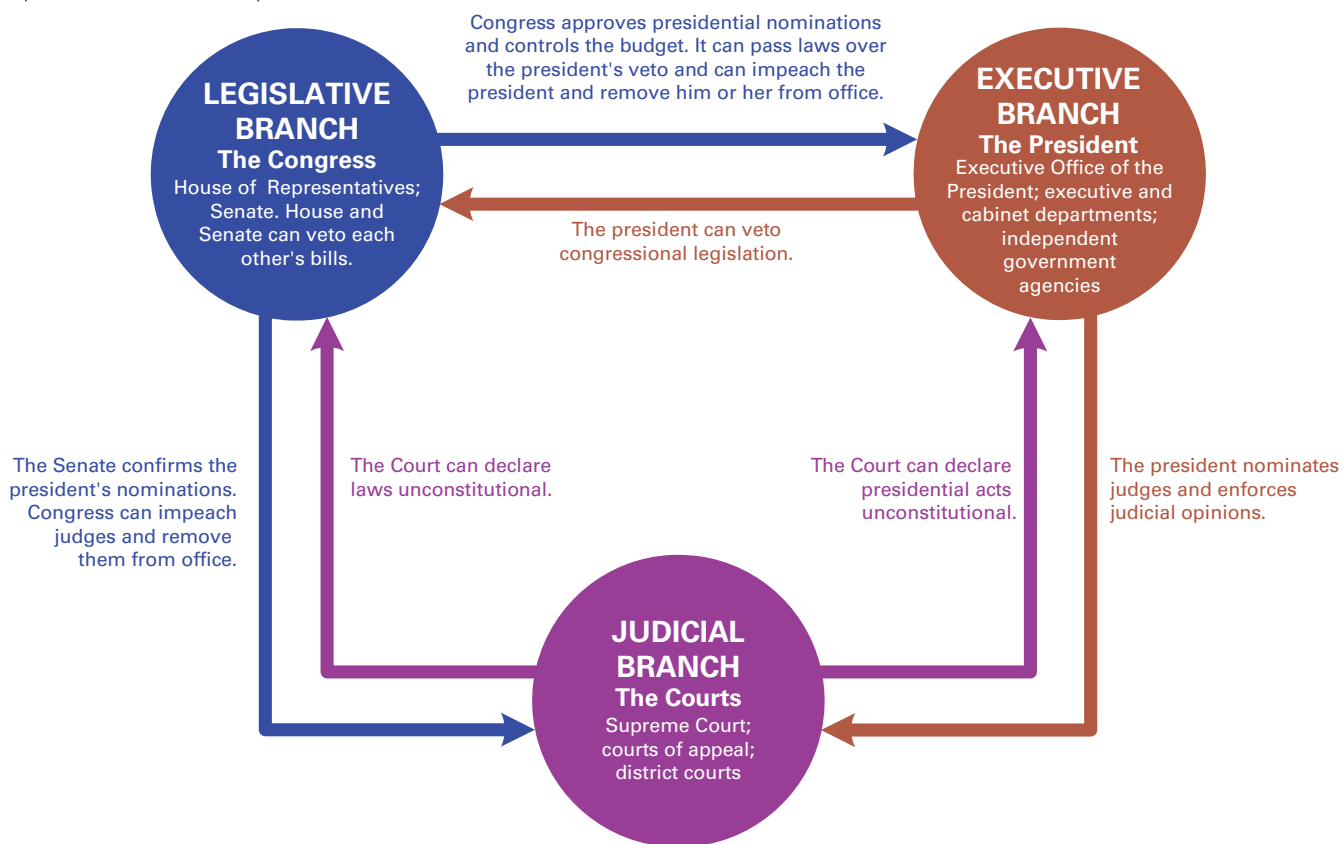 Congress approves presidential nominations
and controls the budget. It can pass laws over
the president's veto and can impeach the
president and remove him or her from office.
LEGISLATIVE
BRANCH
The Congress
House of Representatives;
Senate. House and
Senate can veto each
other's bills.
EXECUTIVE
BRANCH
The President
Executive Office of the
President; executive and
cabinet departments;
independent
government
agencies
The president can veto
congressional legislation.
The Senate confirms the
president's nominations.
Congress can impeach
judges and remove
them from office.
The Court can declare
laws unconstitutional.
The Court can declare
presidential acts
unconstitutional.
The president nominates
judges and enforces
judicial opinions.
JUDICIAL
BRANCH
The Courts
Supreme Court;
courts of appeal;
district courts